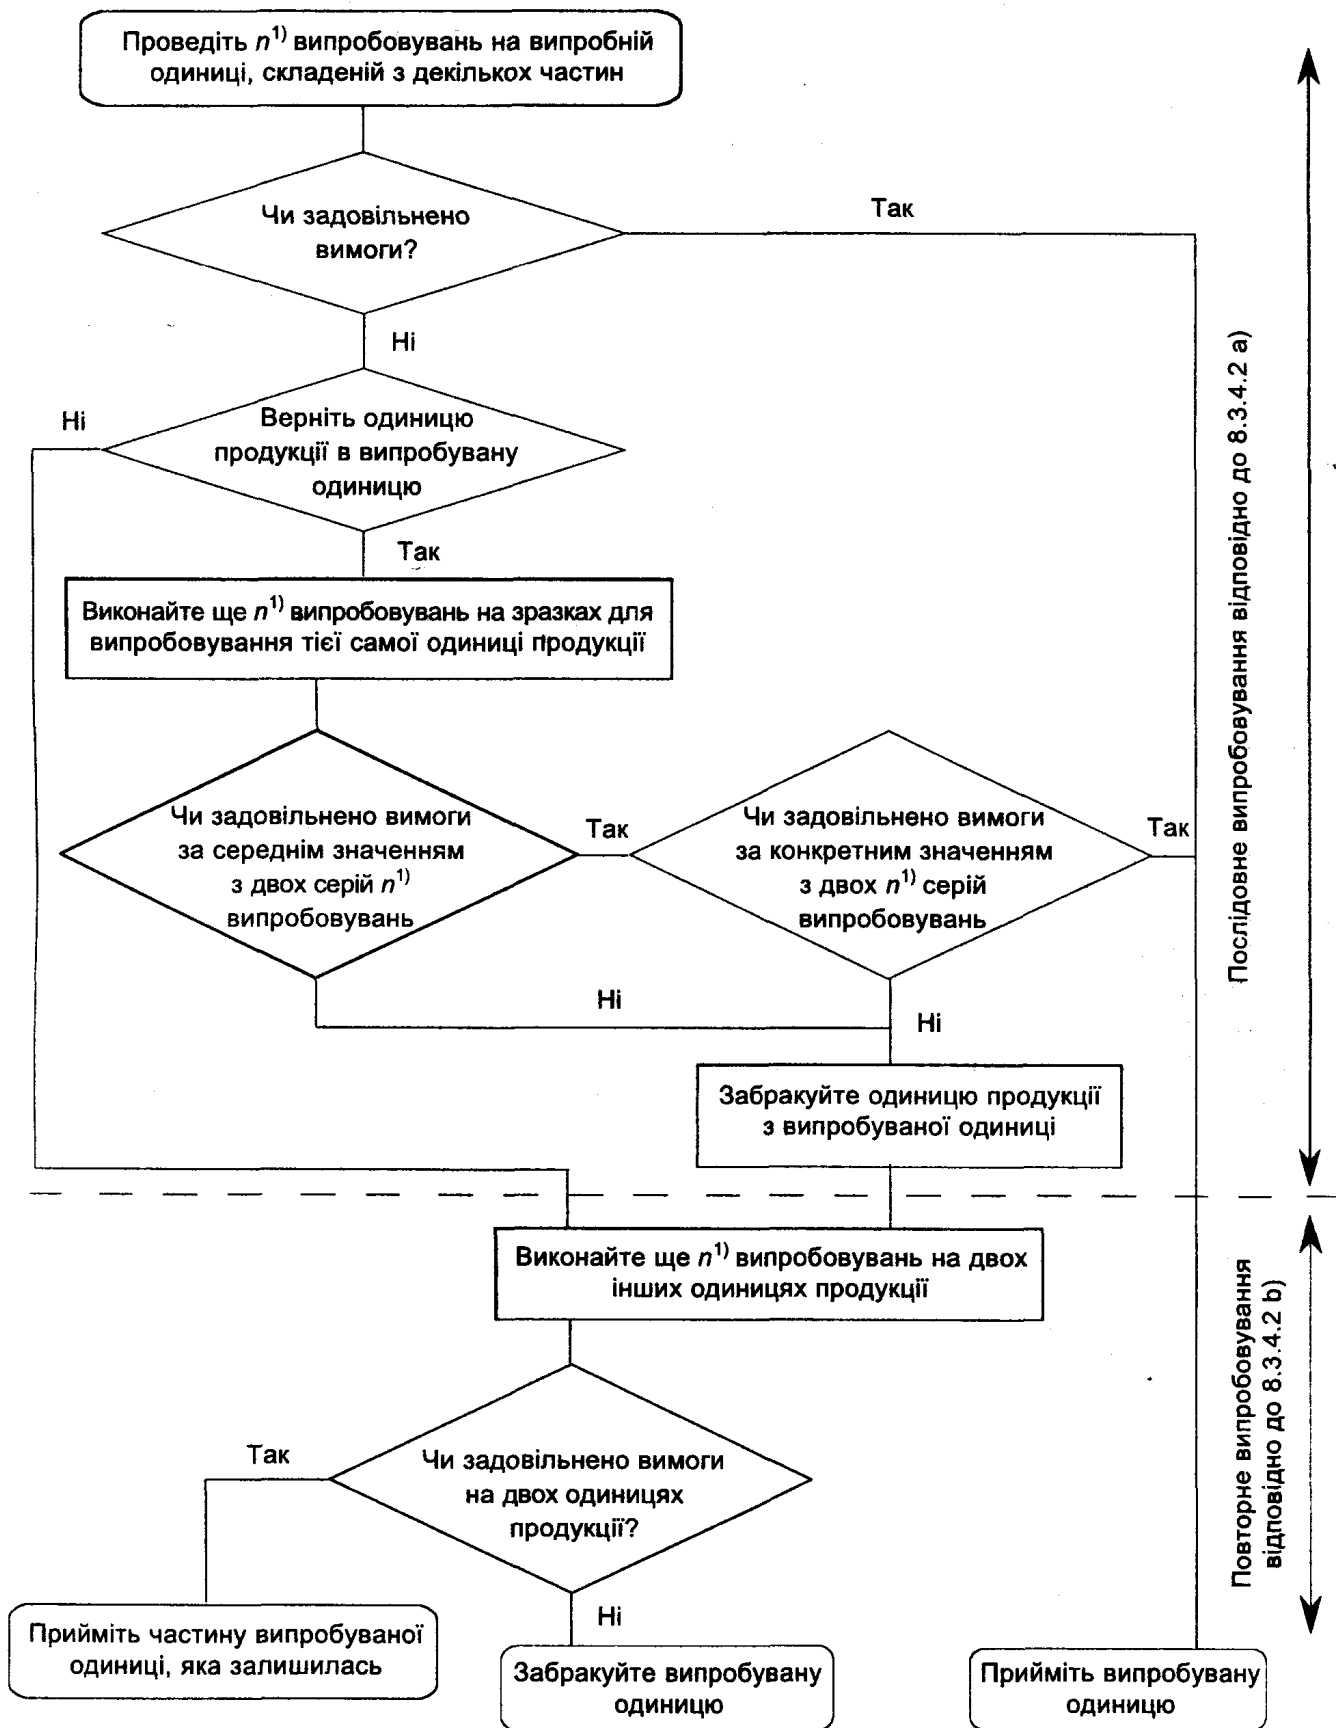 Проведіть n¹⁾ випробовувань на випробній
одиниці, складеній з декількох частин
Чи задовільнено
вимоги?
Так
Ні
Ні
Верніть одиницю
продукції в випробувану
одиницю
Так
Виконайте ще n¹⁾ випробовувань на зразках для
випробовування тієї самої одиниці продукції
Чи задовільнено вимоги
за середнім значенням
з двох серій n¹⁾
випробовувань
Так
Чи задовільнено вимоги
за конкретним значенням
з двох n¹⁾ серій
випробовувань
Так
Ні
Ні
Забракуйте одиницю продукції
з випробуваної одиниці
Послідовне випробовування відповідно до 8.3.4.2 а)
Виконайте ще n¹⁾ випробовувань на двох
інших одиницях продукції
Чи задовільнено вимоги
на двох одиницях
продукції?
Так
Ні
Прийміть частину випробуваної
одиниці, яка залишилась
Забракуйте випробувану
одиницю
Прийміть випробувану
одиницю
Повторне випробовування
відповідно до 8.3.4.2 b)